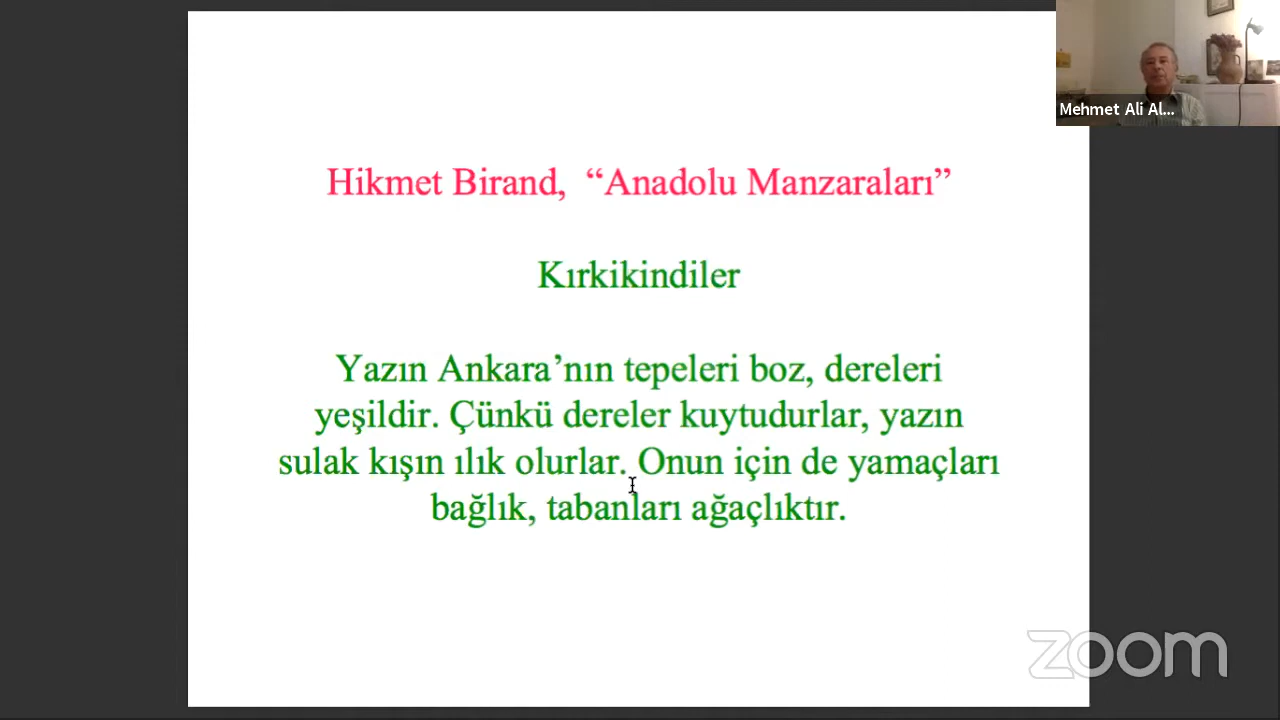 Mehmet Ali Al...
Hikmet Birand, “Anadolu Manzaraları”
Kırkikindiler
Yazın Ankara’nın tepeleri boz, dereleri
yeşildir. Çünkü dereler kuytudurlar, yazın
sulak kışın ılık olurlar. Onun için de yamaçları
bağlık, tabanları ağaçlıktır.
zoom